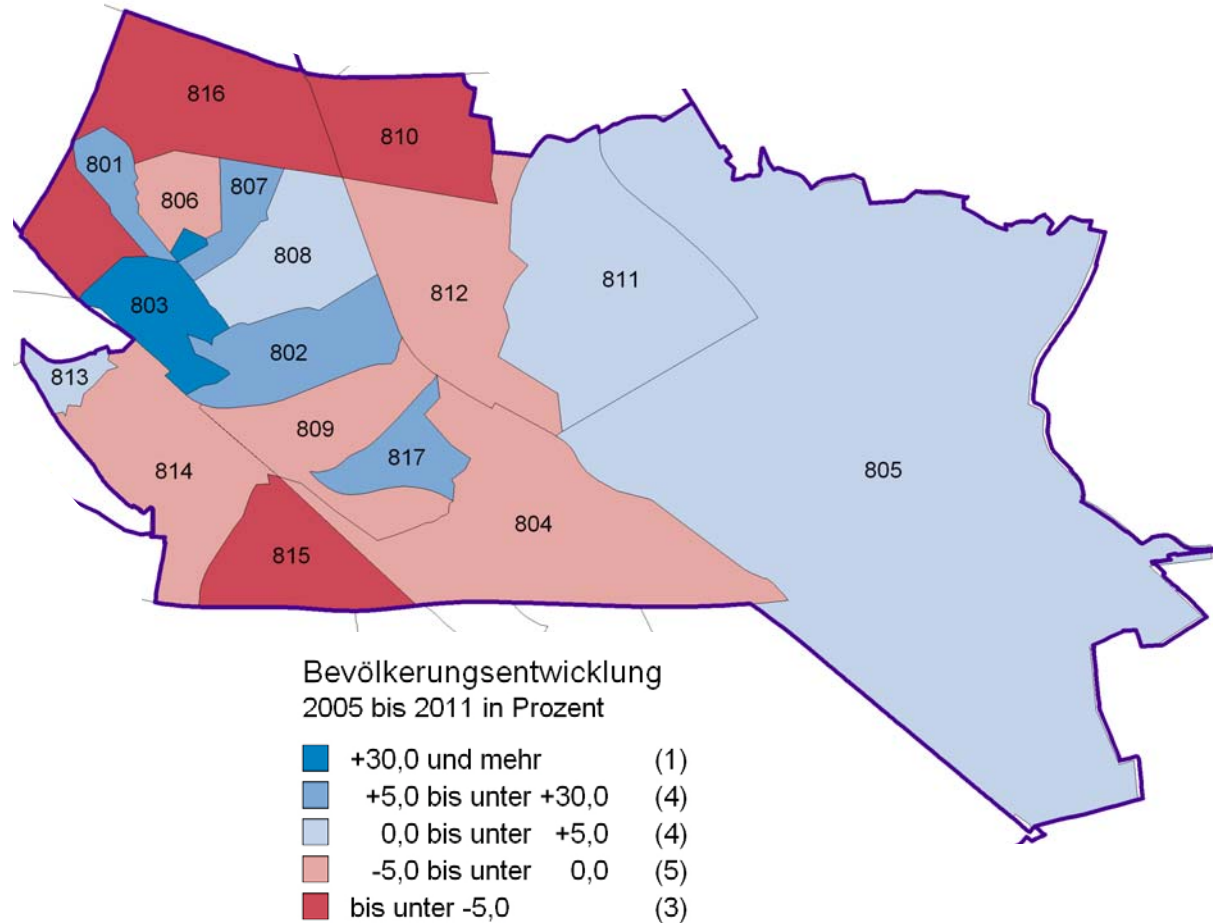 816
810
801
806
807
808
811
812
803
802
813
809
817
814
805
804
815
Bevölkerungsentwicklung
2005 bis 2011 in Prozent
+30,0 und mehr (1)
+5,0 bis unter +30,0 (4)
0,0 bis unter +5,0 (4)
-5,0 bis unter 0,0 (5)
bis unter -5,0 (3)